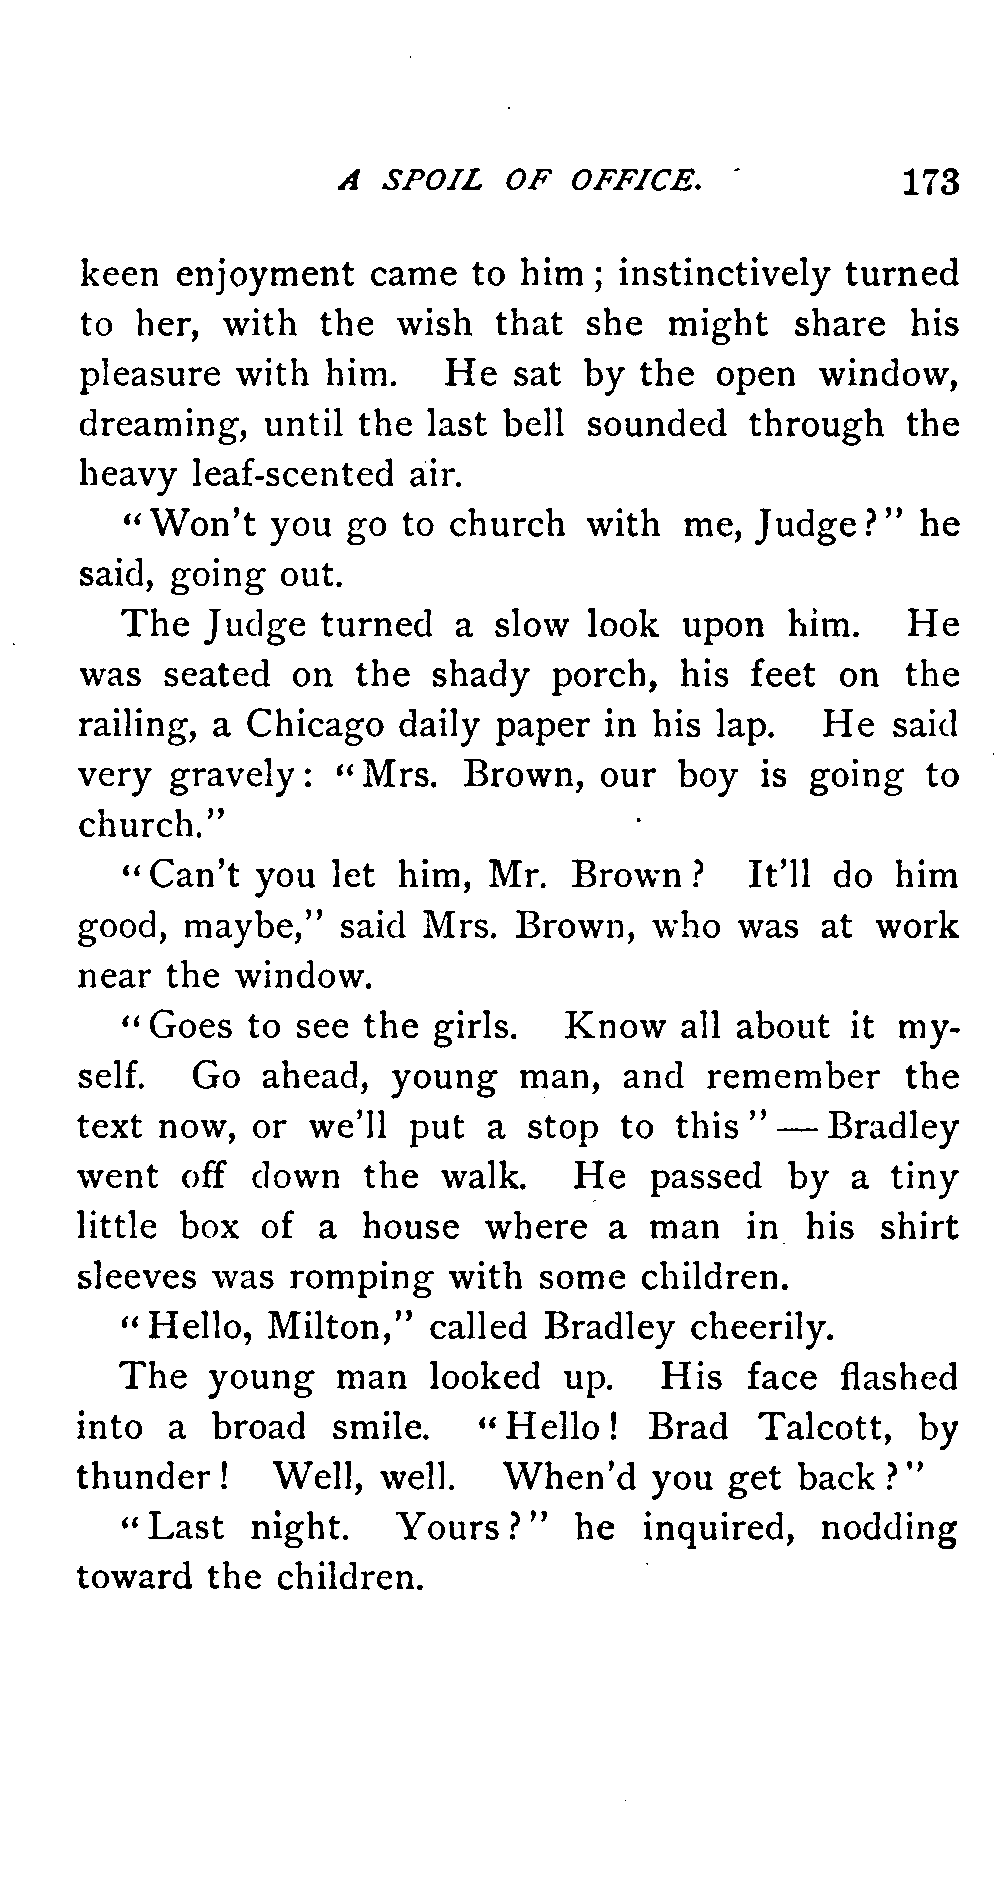 A SPOIL OF OFFICE. 173
keen enjoyment came to him; instinctively turned
to her, with the wish that she might share his
pleasure with him. He sat by the open window,
dreaming, until the last bell sounded through the
heavy leaf-scented air.
"Won't you go to church with me, Judge?" he
said, going out.
The Judge turned a slow look upon him. He
was seated on the shady porch, his feet on the
railing, a Chicago daily paper in his lap. He said
very gravely: "Mrs. Brown, our boy is going to
church."
"Can't you let him, Mr. Brown? It'll do him
good, maybe," said Mrs. Brown, who was at work
near the window.
"Goes to see the girls. Know all about it my-
self. Go ahead, young man, and remember the
text now, or we'll put a stop to this"—Bradley
went off down the walk. He passed by a tiny
little box of a house where a man in his shirt
sleeves was romping with some children.
"Hello, Milton," called Bradley cheerily.
The young man looked up. His face flashed
into a broad smile. "Hello! Brad Talcott, by
thunder! Well, well. When'd you get back?"
"Last night. Yours?" he inquired, nodding
toward the children.